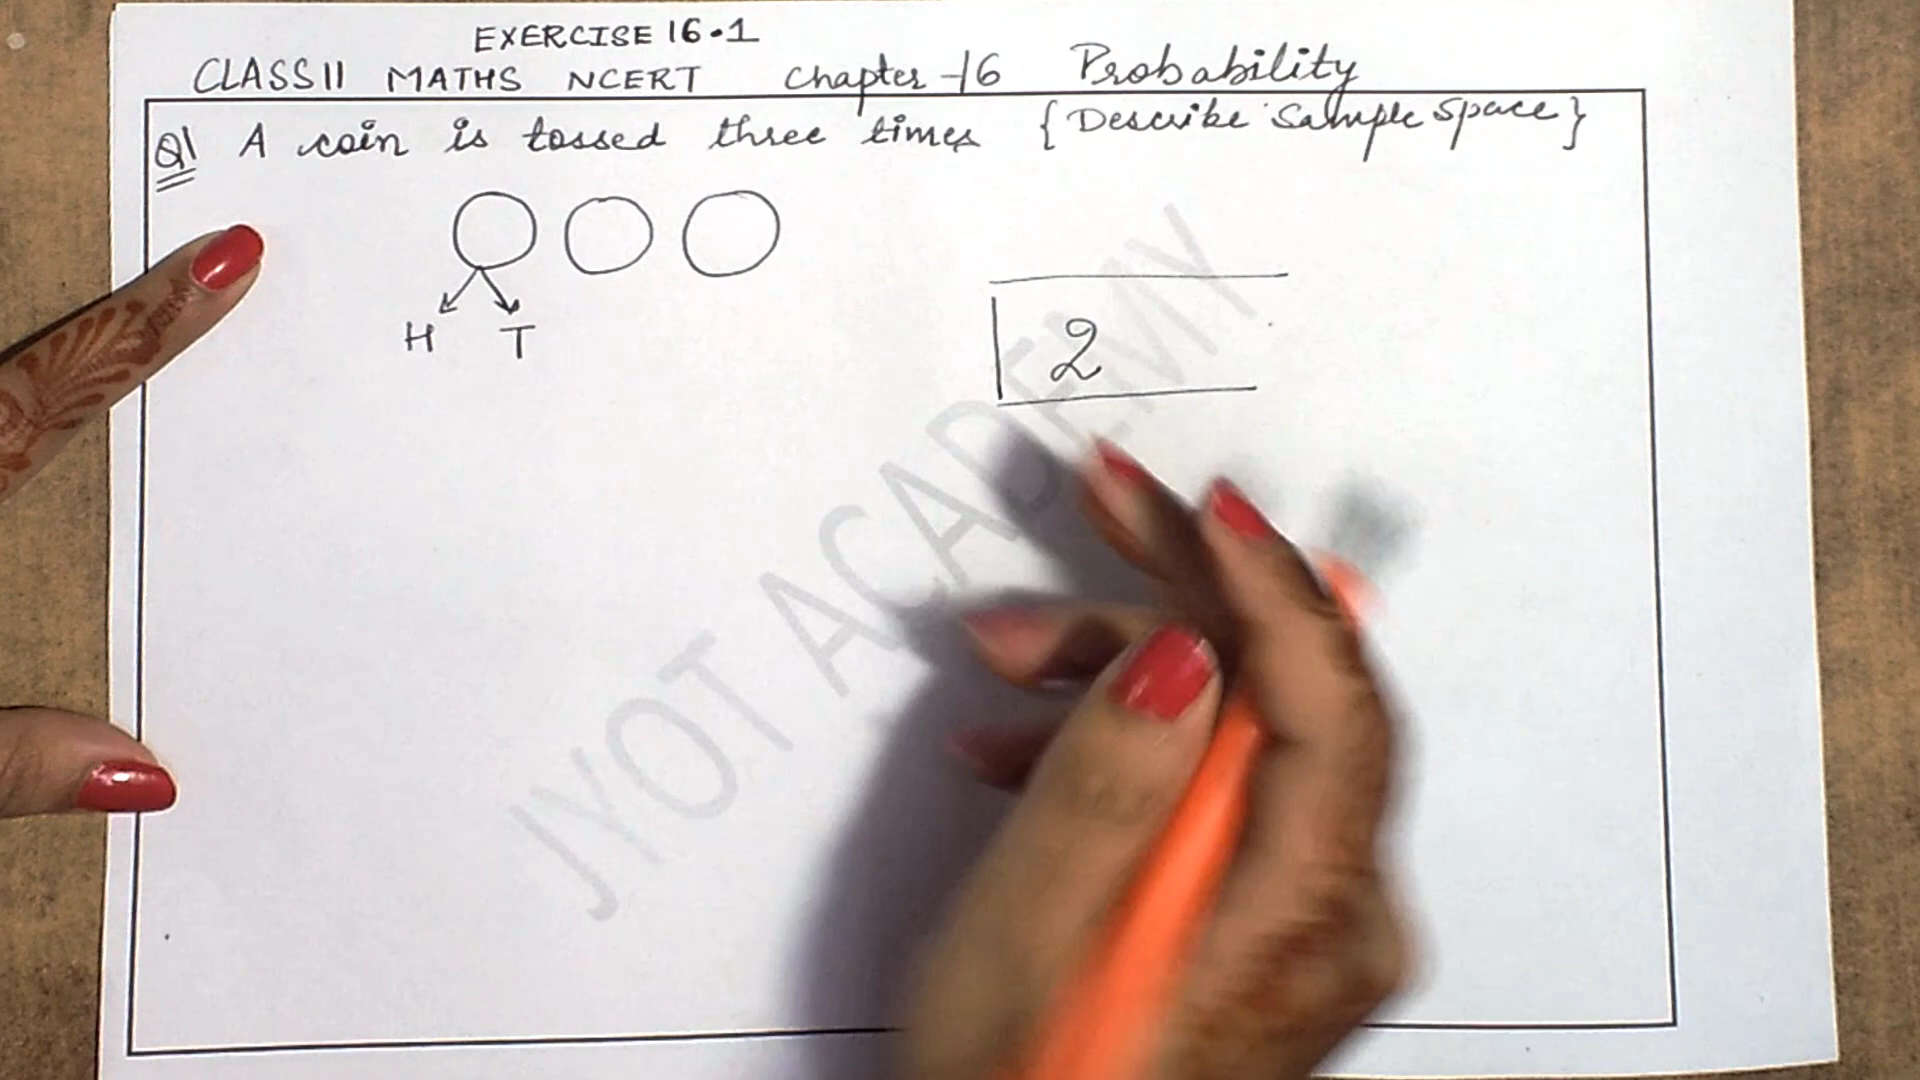 EXERCISE 16.1
CLASS 11 MATHS NCERT Chapter-16 Probability
Q1 A coin is tossed three times {Describe Sample Space}
H T
2
JYOT ACADEMY